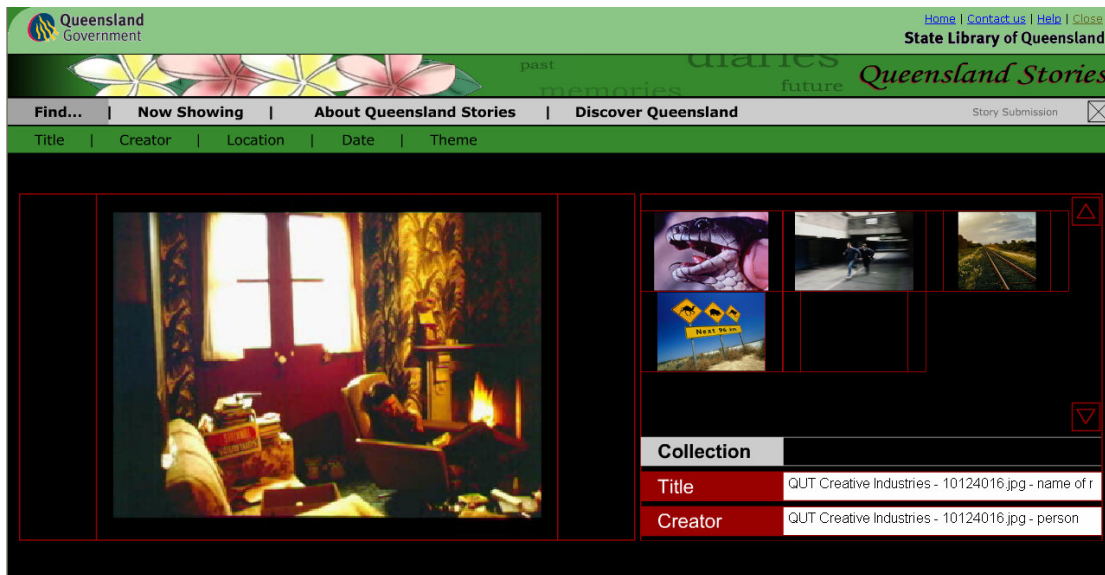 Queensland
Government
Home | Contact us | Help | Close
State Library of Queensland
past
diaries
memories
future
Queensland Stories
Find... | Now Showing | About Queensland Stories | Discover Queensland
Story Submission
Title | Creator | Location | Date | Theme
Next 96 km
Collection
Title
QUT Creative Industries - 10124016.jpg - name of r
Creator
QUT Creative Industries - 10124016.jpg - person